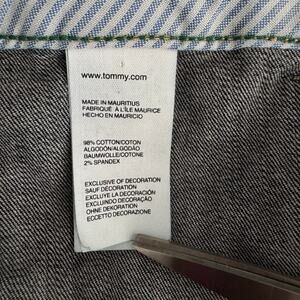 www.tommy.com
MADE IN MAURITIUS
FABRIQUÉ À L'ÎLE MAURICE
HECHO EN MAURICIO
98% COTTON/COTON
ALGODÓN/ALGODÃO
BAUMWOLLE/COTONE
2% SPANDEX
EXCLUSIVE OF DECORATION
SAUF DÉCORATION
EXCLUYE LA DECORACIÓN
EXCLUINDO DECORAÇÃO
OHNE DEKORATION
ECCETTO DECORAZIONE